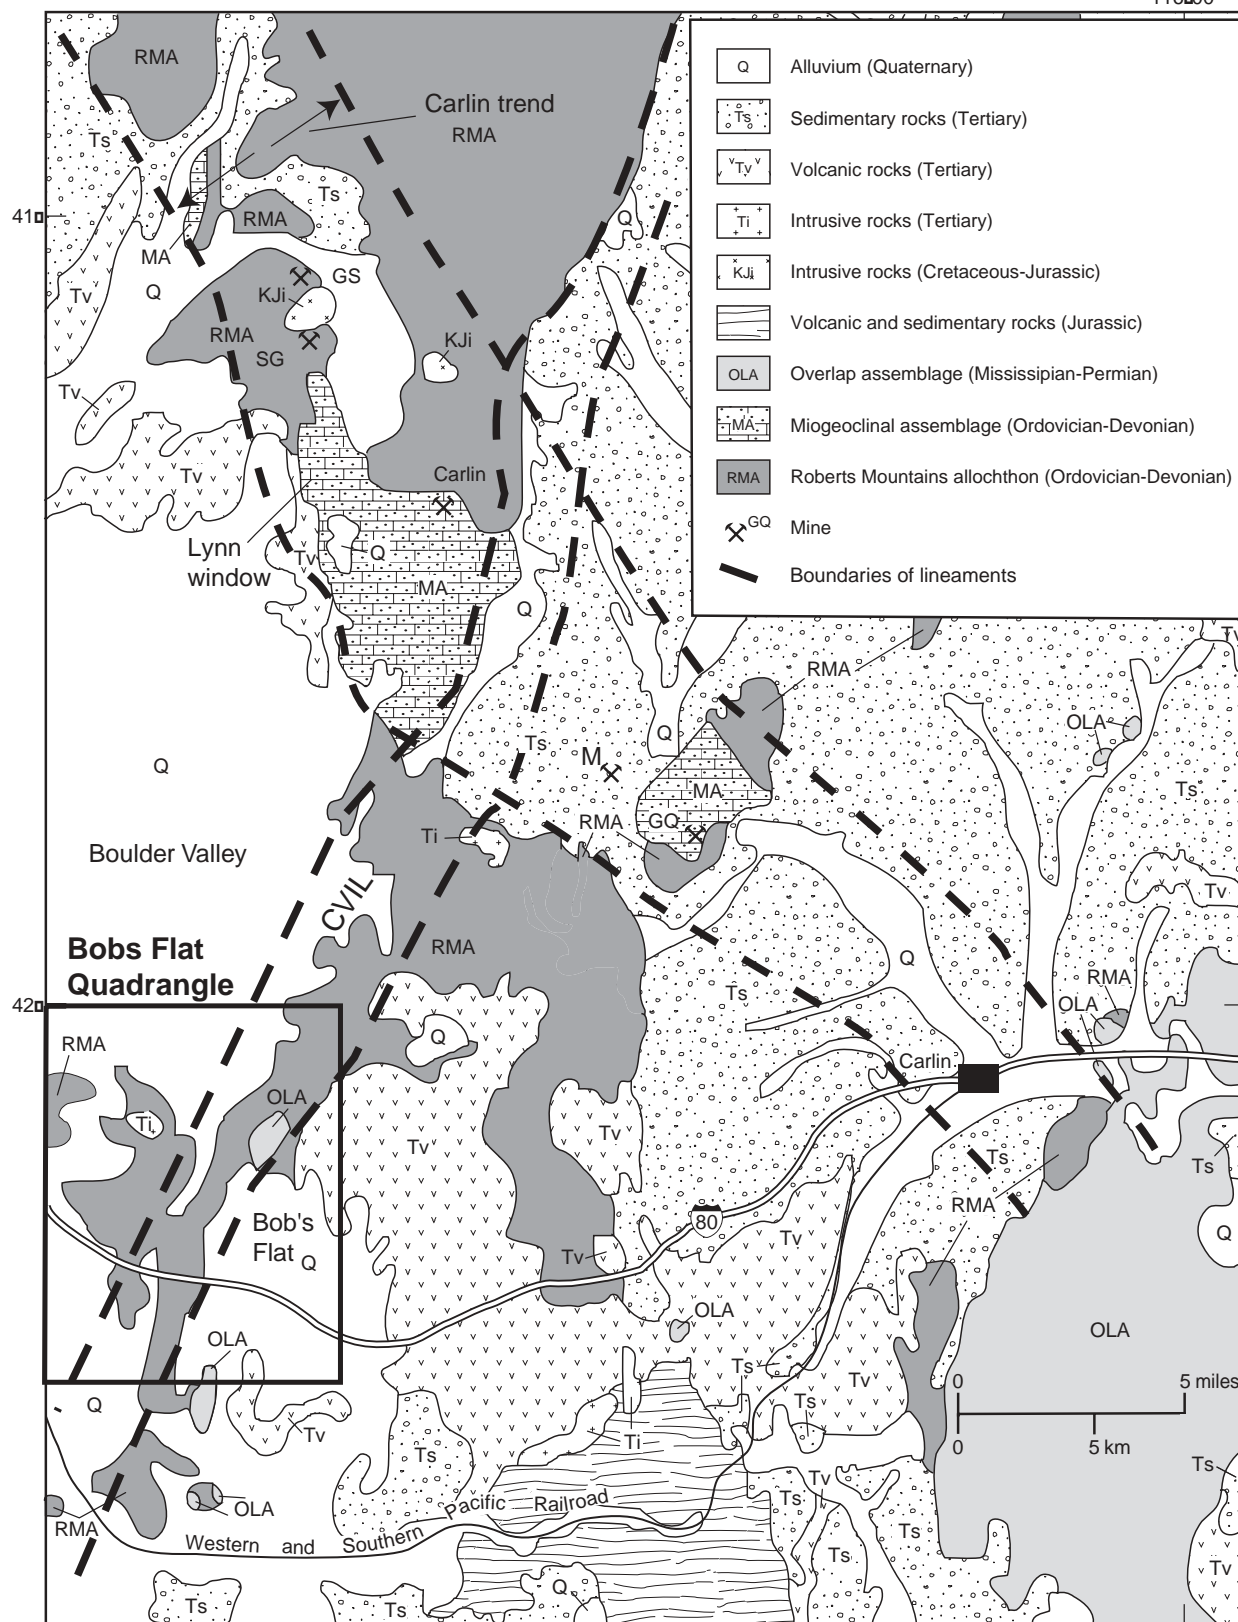 RMA
Carlin trend
RMA
Ts
Ts
41
RMA
Q
MA
GS
Q
Tv
KJi
RMA
SG
KJi
Tv
Carlin
Tv
Lynn
window
Tv
Q
MA
Q
Q
Alluvium (Quaternary)
Ts
Sedimentary rocks (Tertiary)
Tv
Volcanic rocks (Tertiary)
Ti
Intrusive rocks (Tertiary)
KJi
Intrusive rocks (Cretaceous-Jurassic)
Volcanic and sedimentary rocks (Jurassic)
OLA
Overlap assemblage (Mississipian-Permian)
MA
Miogeoclinal assemblage (Ordovician-Devonian)
RMA
Roberts Mountains allochthon (Ordovician-Devonian)
GQ
Mine
Boundaries of lineaments
Tv
RMA
OLA
Q
Ts
Q
M
MA
Ts
Ti
RMA
GQ
Boulder Valley
CVIL
Tv
RMA
Bobs Flat
Quadrangle
Q
Ts
RMA
OLA
42
RMA
Q
Carlin
OLA
Ti
Tv
Tv
Ts
Ts
RMA
Bob's
Flat
Q
80
Tv
Tv
Q
OLA
OLA
OLA
Ts
Tv
0
5 miles
Q
Ts
0
5 km
Tv
Ts
Ti
Ts
Tv
Ts
RMA
OLA
Western and Southern Pacific Railroad
Ts
Ts
Tv
Ts
Ts
Q